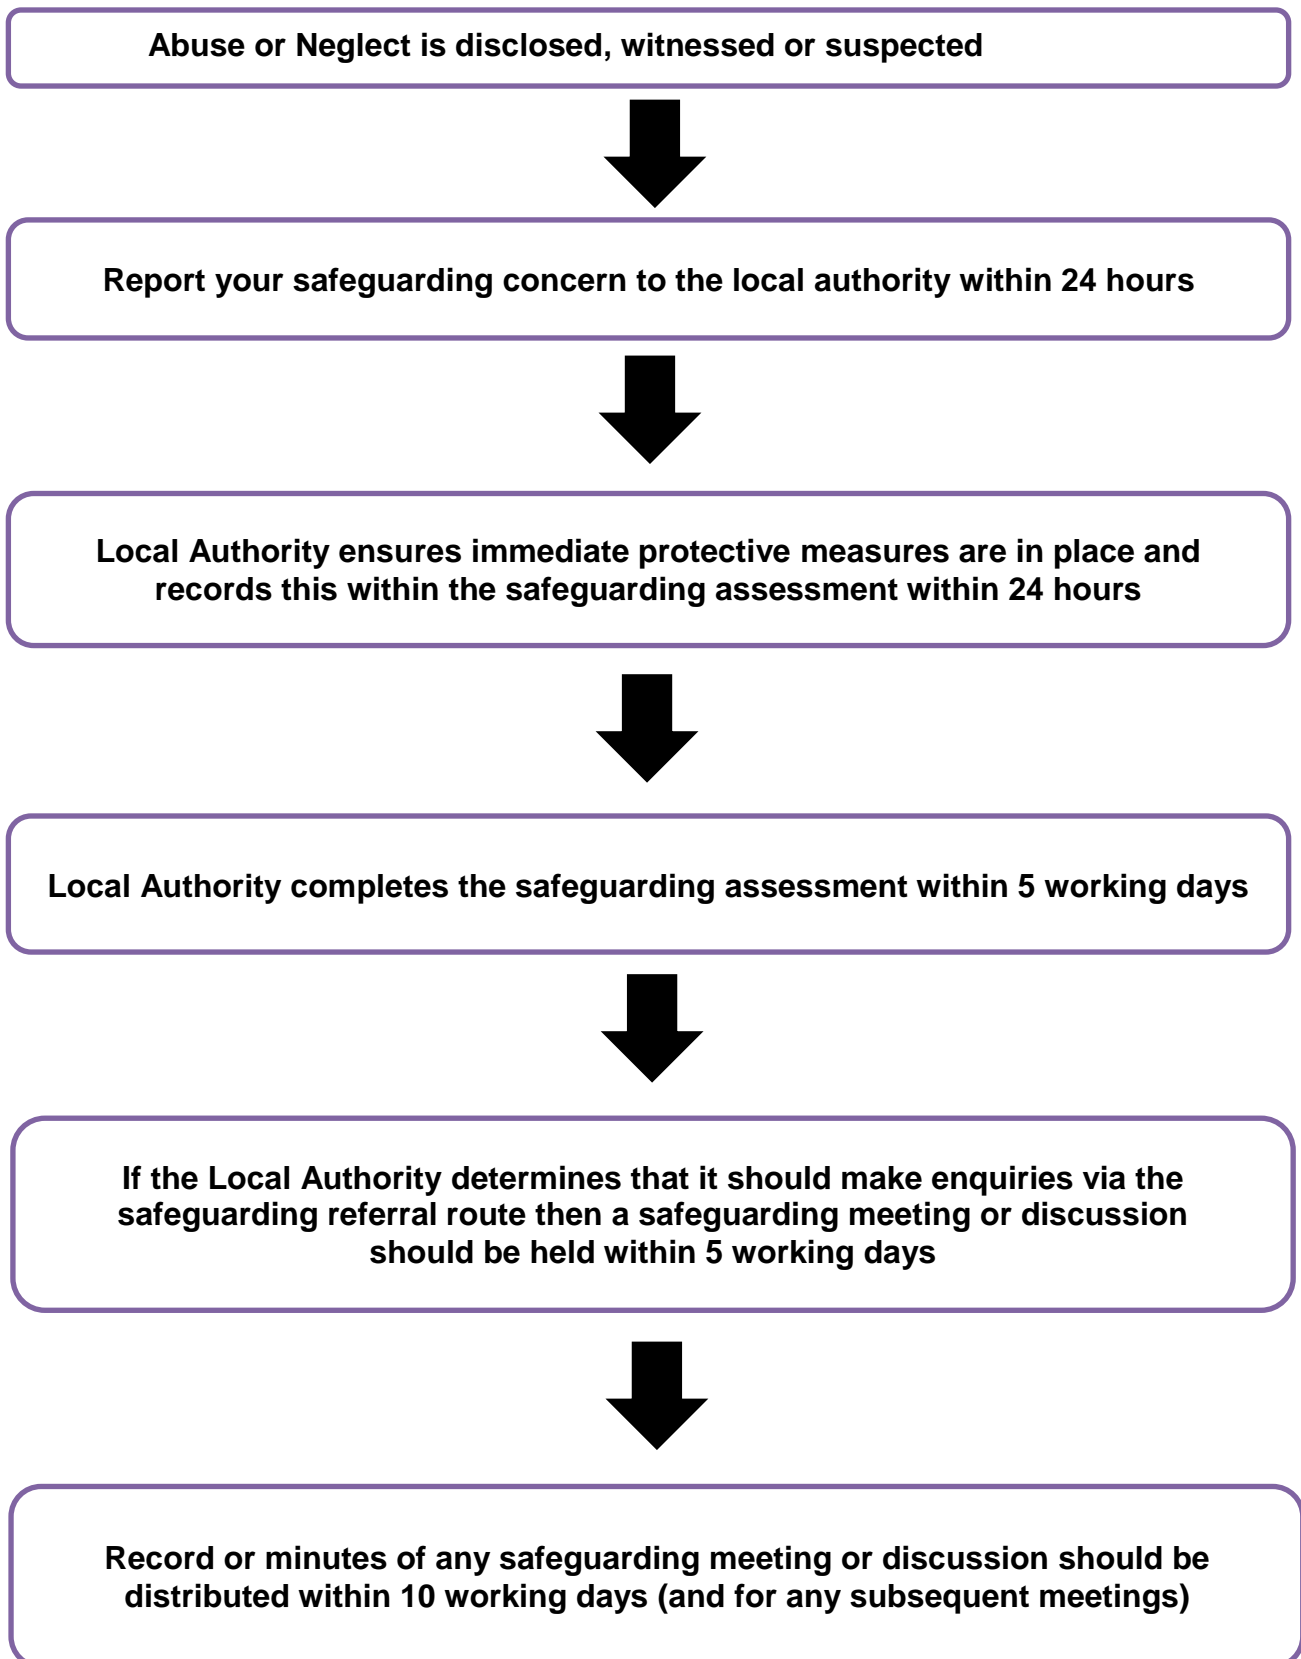 Abuse or Neglect is disclosed, witnessed or suspected
Report your safeguarding concern to the local authority within 24 hours
Local Authority ensures immediate protective measures are in place and
records this within the safeguarding assessment within 24 hours
Local Authority completes the safeguarding assessment within 5 working days
If the Local Authority determines that it should make enquiries via the
safeguarding referral route then a safeguarding meeting or discussion
should be held within 5 working days
Record or minutes of any safeguarding meeting or discussion should be
distributed within 10 working days (and for any subsequent meetings)